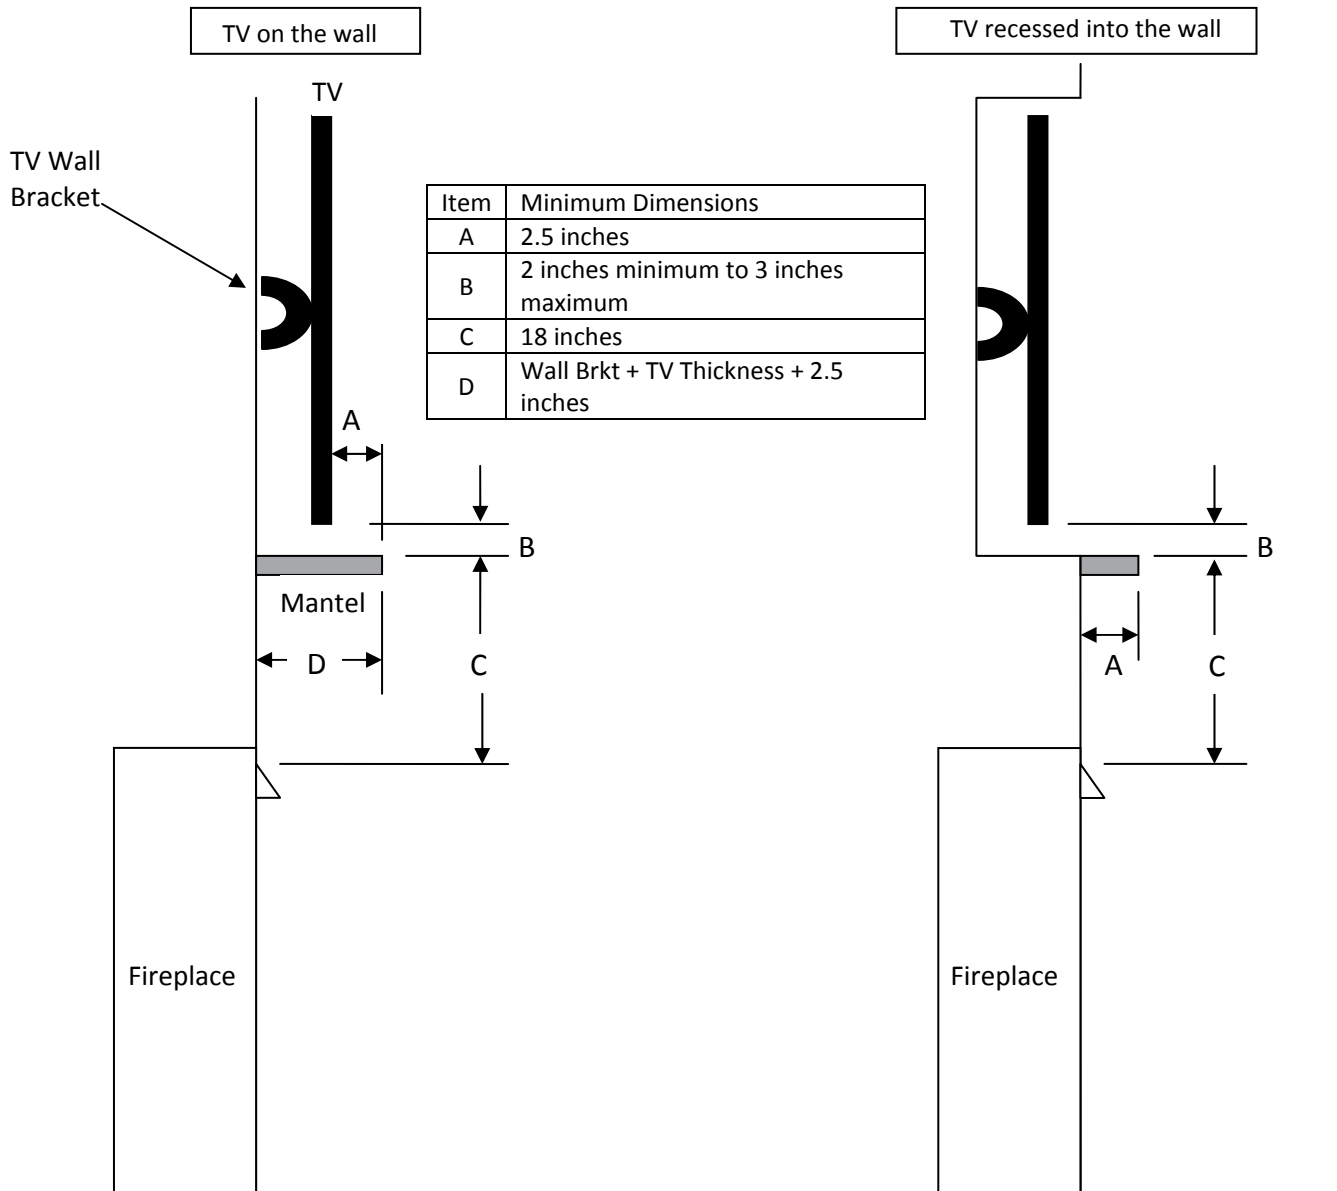 TV on the wall
TV recessed into the wall
TV
TV Wall
Bracket
Item Minimum Dimensions
A 2.5 inches
B 2 inches minimum to 3 inches
maximum
C 18 inches
D Wall Brkt + TV Thickness + 2.5
inches
A
B
Mantel
D
C
Fireplace
B
A
C
Fireplace